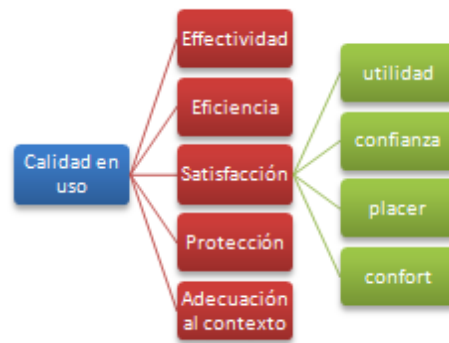 Calidad en
uso
Effectividad
Eficiencia
Satisfacción
Protección
Adecuación
al contexto
utilidad
confianza
placer
confort